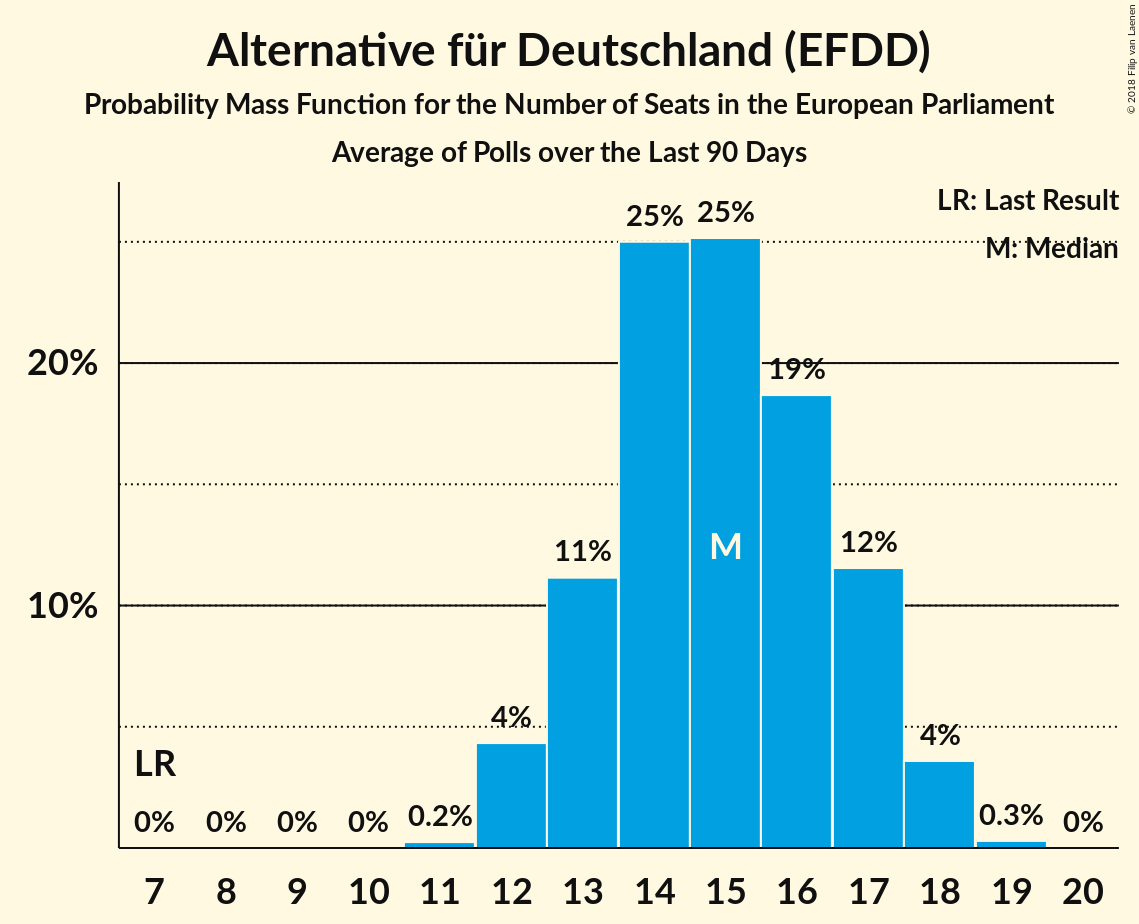 Alternative für Deutschland (EFDD)
Probability Mass Function for the Number of Seats in the European Parliament
Average of Polls over the Last 90 Days
© 2018 Filip van Laenen
LR: Last Result
M: Median
25% 25%
20%
19%
11% M 12%
10%
4% 4%
LR
0% 0% 0% 0% 0.2% 0.3% 0%
7 8 9 10 11 12 13 14 15 16 17 18 19 20